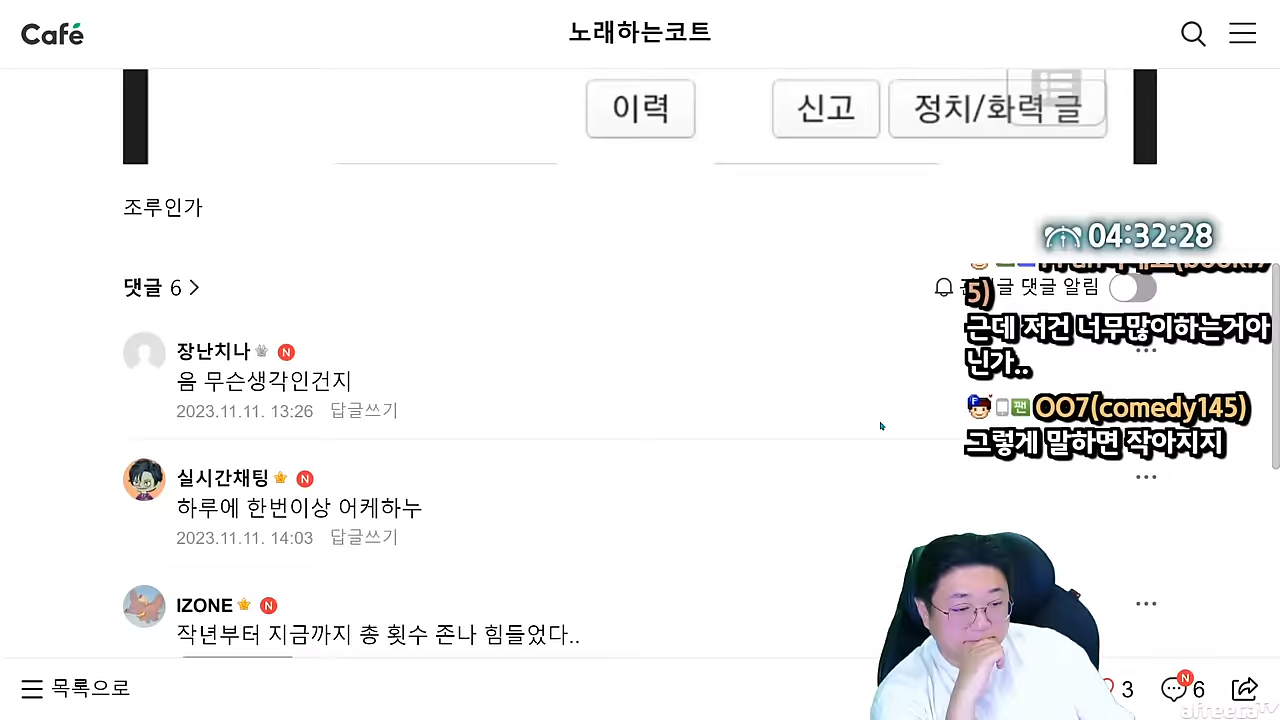 Café
노래하는코트
이력
신고
정치/화력 글
조루인가
04:32:28
댓글 6
글 댓글 알림
5)
근데 저건 너무많이하는거아
닌가..
OO7(comedy145)
그렇게 말하면 작아지지
장난치나 N
음 무슨생각인건지
2023.11.11. 13:26 답글쓰기
실시간채팅 N
하루에 한번이상 어케하누
2023.11.11. 14:03 답글쓰기
IZONE N
작년부터 지금까지 총 횟수 존나 힘들었다..
목록으로
3
N
6
afreecaTV